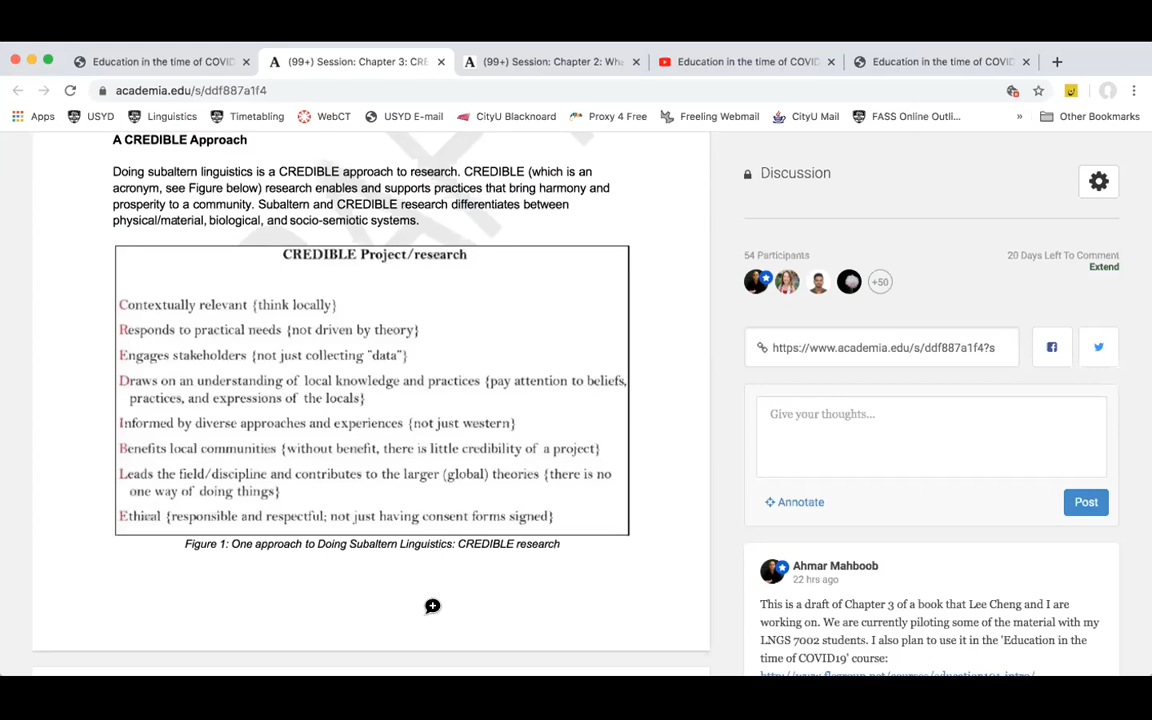 Education in the time of COVID
(99+) Session: Chapter 3: CRE
(99+) Session: Chapter 2: Wha
Education in the time of COVID
Education in the time of COVID
academia.edu/s/ddf887a1f4
Apps
USYD
Linguistics
Timetabling
WebCT
USYD E-mail
CityU Blackboard
Proxy 4 Free
Freeling Webmail
CityU Mail
FASS Online Outli...
»
Other Bookmarks
A CREDIBLE Approach
Doing subaltern linguistics is a CREDIBLE approach to research. CREDIBLE (which is an
acronym, see Figure below) research enables and supports practices that bring harmony and
prosperity to a community. Subaltern and CREDIBLE research differentiates between
physical/material, biological, and socio-semiotic systems.
CREDIBLE Project/research
Contextually relevant {think locally}
Responds to practical needs {not driven by theory}
Engages stakeholders {not just collecting "data"}
Draws on an understanding of local knowledge and practices {pay attention to beliefs,
practices, and expressions of the locals}
Informed by diverse approaches and experiences {not just western}
Benefits local communities {without benefit, there is little credibility of a project}
Leads the field/discipline and contributes to the larger (global) theories {there is no
one way of doing things}
Ethical {responsible and respectful; not just having consent forms signed}
Figure 1: One approach to Doing Subaltern Linguistics: CREDIBLE research
Discussion
54 Participants
20 Days Left To Comment
Extend
+50
https://www.academia.edu/s/ddf887a1f4?s
Give your thoughts...
Annotate
Post
Ahmar Mahboob
22 hrs ago
This is a draft of Chapter 3 of a book that Lee Cheng and I are
working on. We are currently piloting some of the material with my
LNGS 7002 students. I also plan to use it in the 'Education in the
time of COVID19' course: